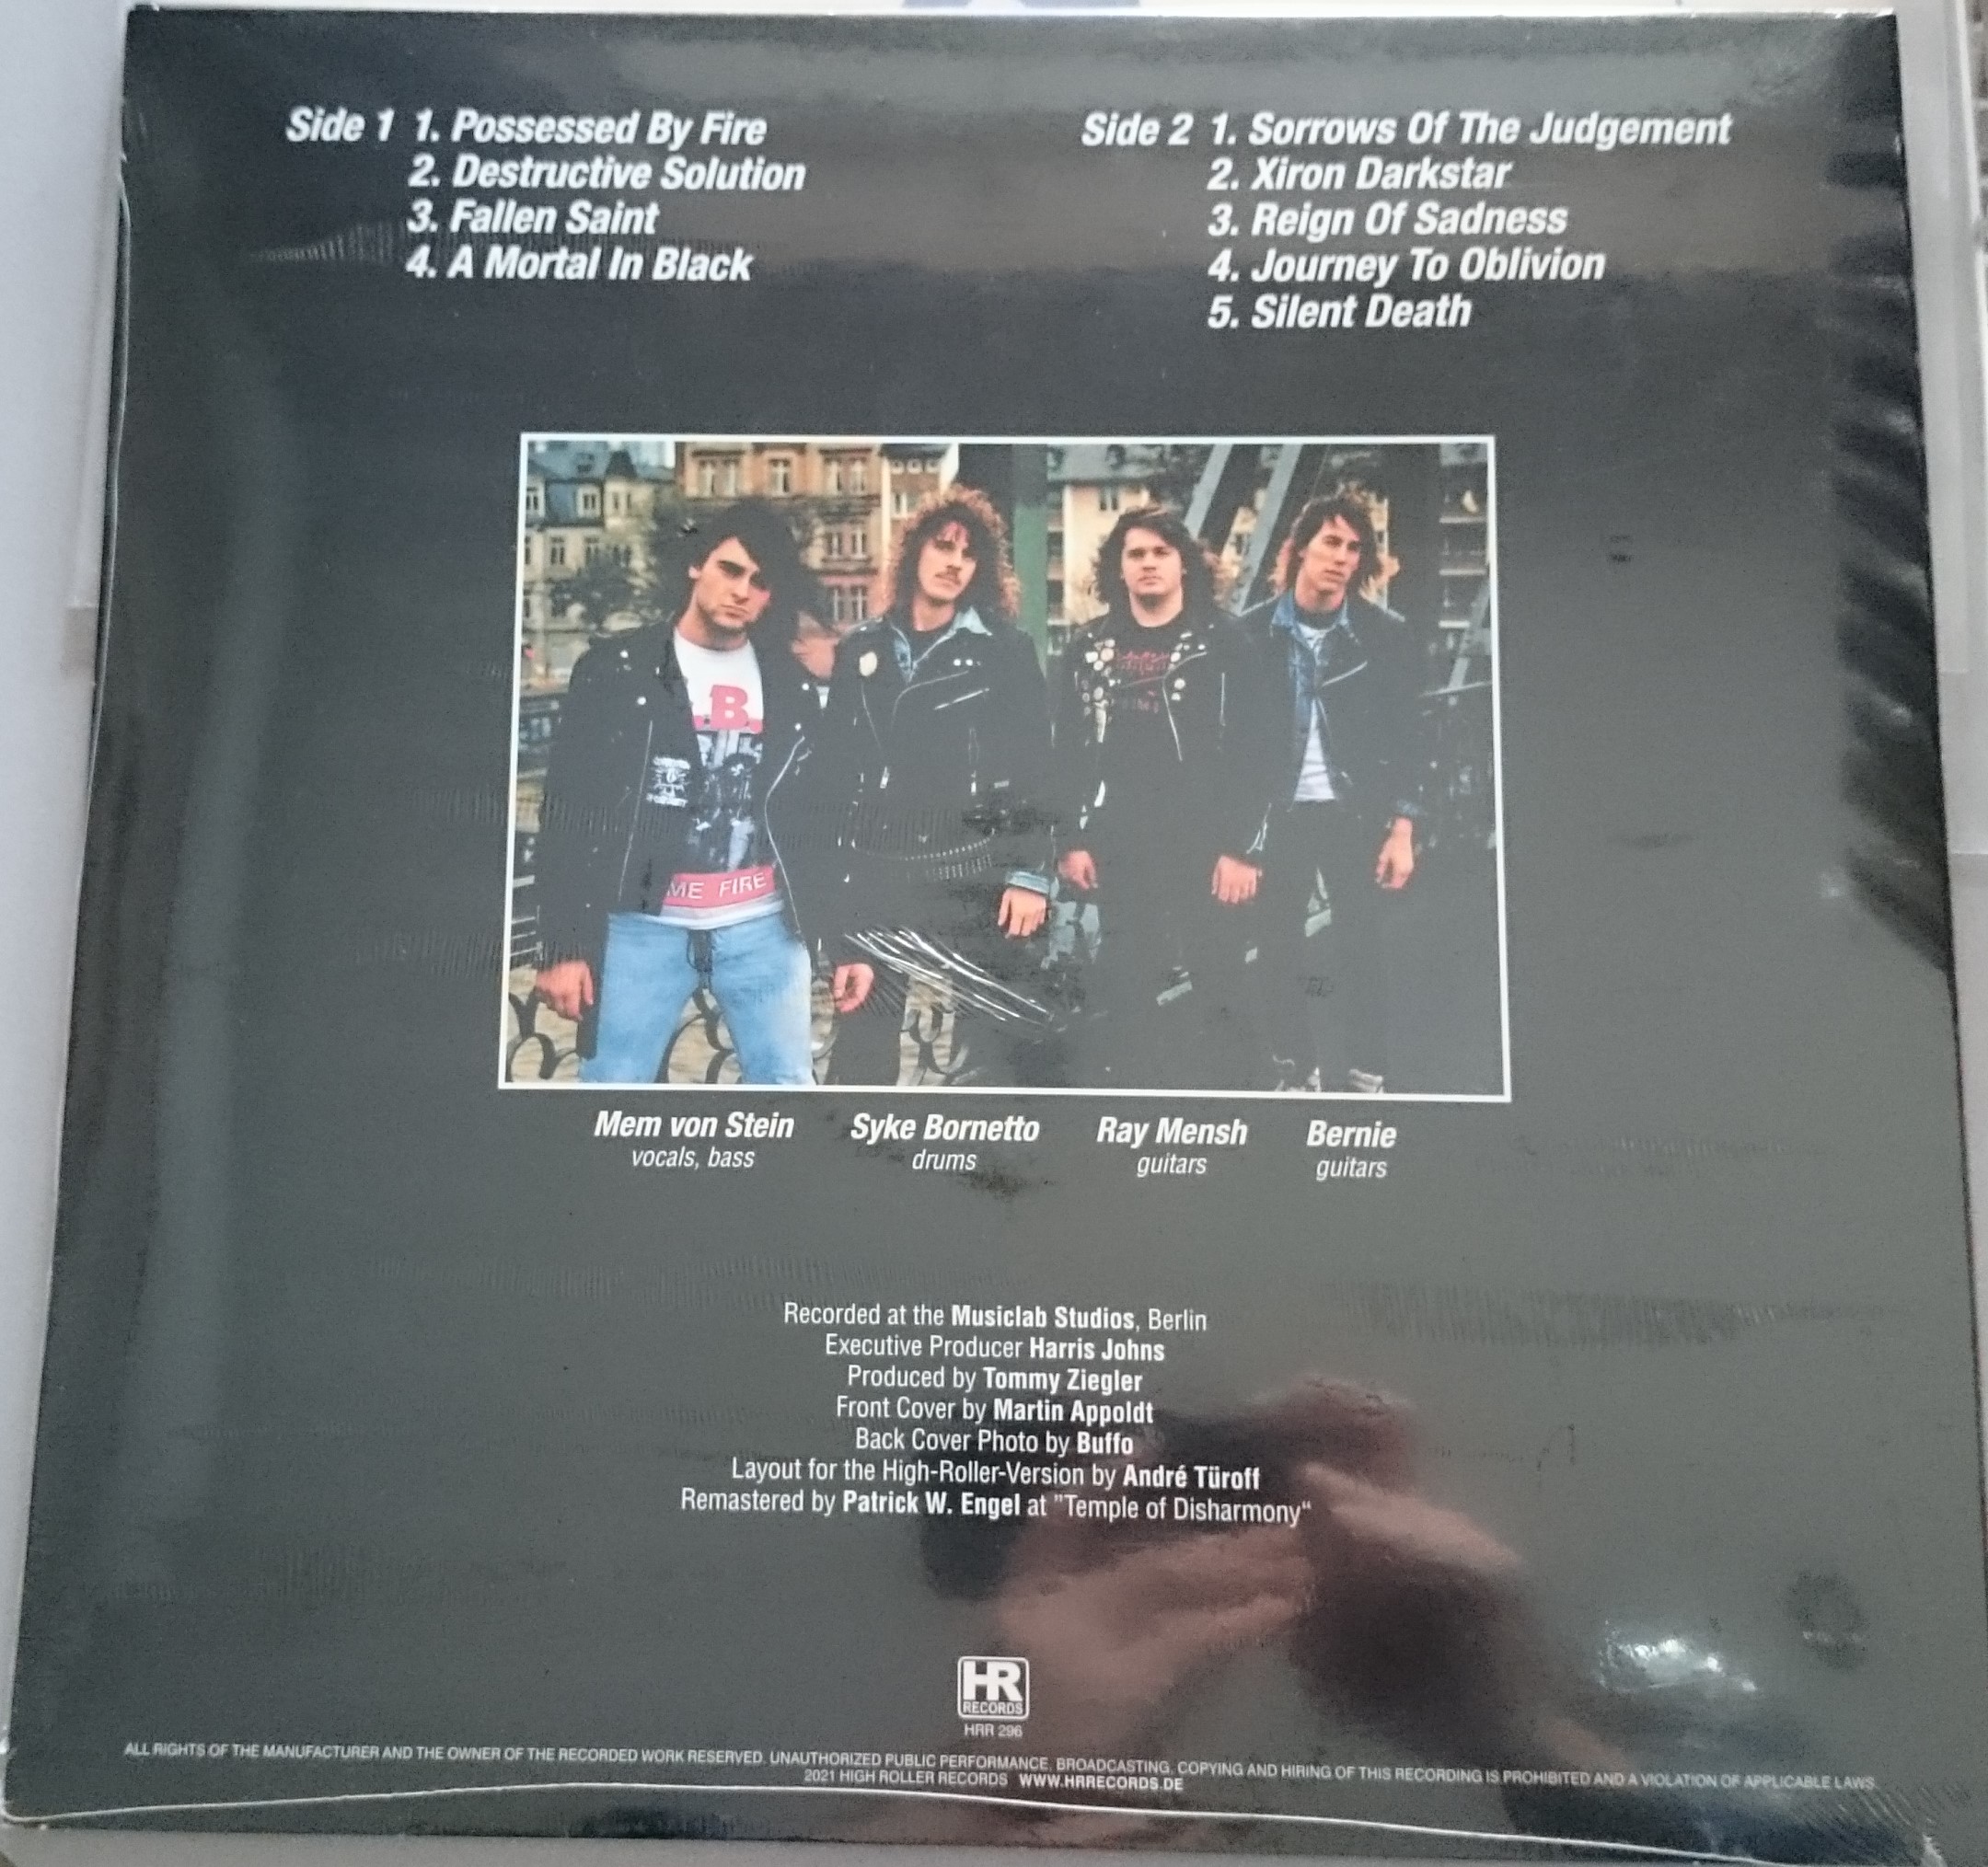 Side 1 1. Possessed By Fire
2. Destructive Solution
3. Fallen Saint
4. A Mortal In Black
Side 2 1. Sorrows Of The Judgement
2. Xiron Darkstar
3. Reign Of Sadness
4. Journey To Oblivion
5. Silent Death
.B.
ME FIRE
Mem von Stein
vocals, bass
Syke Bornetto
drums
Ray Mensh
guitars
Bernie
guitars
Recorded at the Musiclab Studios, Berlin
Executive Producer Harris Johns
Produced by Tommy Ziegler
Front Cover by Martin Appoldt
Back Cover Photo by Buffo
Layout for the High-Roller-Version by André Türoff
Remastered by Patrick W. Engel at "Temple of Disharmony“
HR
RECORDS
HRR 296
ALL RIGHTS OF THE MANUFACTURER AND THE OWNER OF THE RECORDED WORK RESERVED. UNAUTHORIZED PUBLIC PERFORMANCE, BROADCASTING, COPYING AND HIRING OF THIS RECORDING IS PROHIBITED AND A VIOLATION OF APPLICABLE LAWS.
2021 HIGH ROLLER RECORDS WWW.HRRECORDS.DE